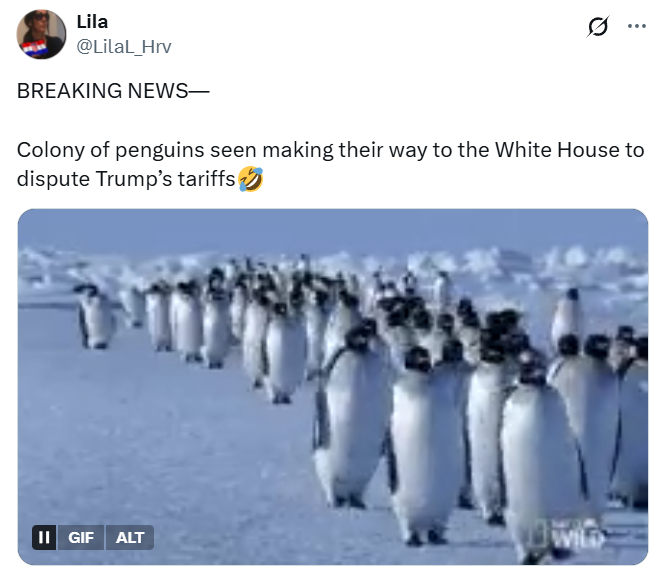 Lila
@LilaL_Hrv
BREAKING NEWS—
Colony of penguins seen making their way to the White House to
dispute Trump’s tariffs🤣
GIF
ALT
WILD